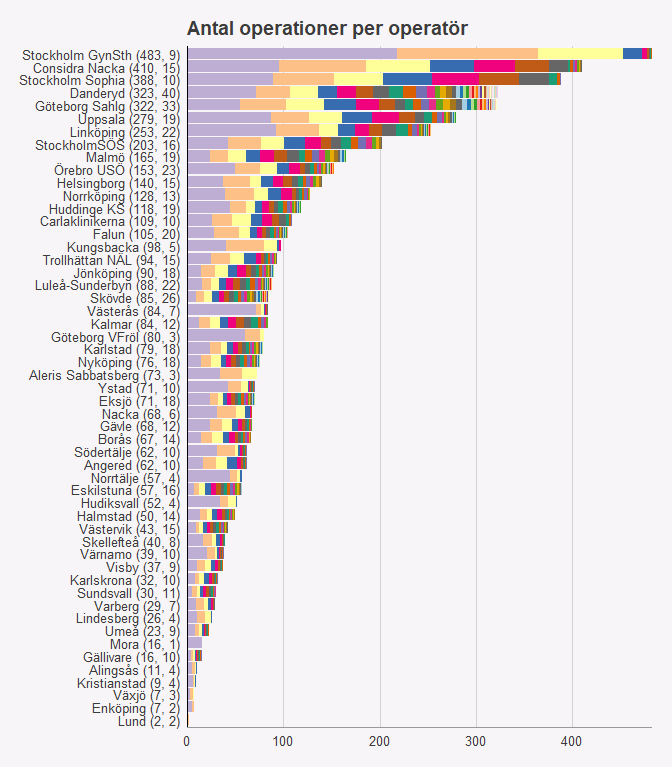 Antal operationer per operatör
Stockholm GynSth (483, 9)
Considra Nacka (410, 15)
Stockholm Sophia (388, 10)
Danderyd (323, 40)
Göteborg Sahlg (322, 33)
Uppsala (279, 19)
Linköping (253, 22)
StockholmSÖS (203, 16)
Malmö (165, 19)
Örebro USÖ (153, 23)
Helsingborg (140, 15)
Norrköping (128, 13)
Huddinge KS (118, 19)
Carlaklinikerna (109, 10)
Falun (105, 20)
Kungsbacka (98, 5)
Trollhättan NÄL (94, 15)
Jönköping (90, 18)
Luleå-Sunderbyn (88, 22)
Skövde (85, 26)
Västerås (84, 7)
Kalmar (84, 12)
Göteborg VFröl (80, 3)
Karlstad (79, 18)
Nyköping (76, 18)
Aleris Sabbatsberg (73, 3)
Ystad (71, 10)
Eksjö (71, 18)
Nacka (68, 6)
Gävle (68, 12)
Borås (67, 14)
Södertälje (62, 10)
Angered (62, 10)
Norrtälje (57, 4)
Eskilstuna (57, 16)
Hudiksvall (52, 4)
Halmstad (50, 14)
Västervik (43, 15)
Skellefteå (40, 8)
Värnamo (39, 10)
Visby (37, 9)
Karlskrona (32, 10)
Sundsvall (30, 11)
Varberg (29, 7)
Lindesberg (26, 4)
Umeå (23, 9)
Mora (16, 1)
Gällivare (16, 10)
Alingsås (11, 4)
Kristianstad (9, 4)
Växjö (7, 3)
Enköping (7, 2)
Lund (2, 2)
0 100 200 300 400